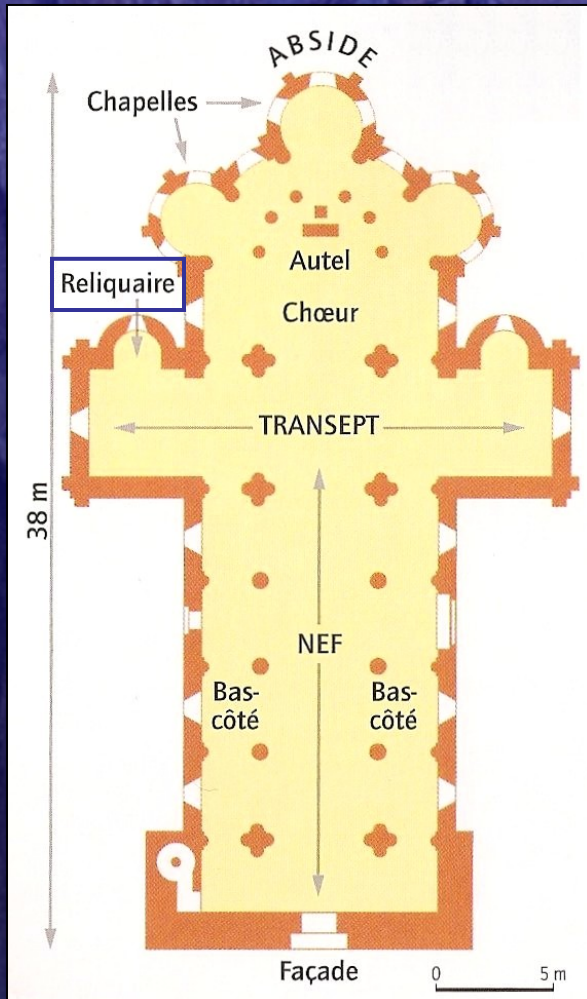 ABSIDE
Chapelles
Reliquaire
Autel
Chœur
TRANSEPT
38 m
NEF
Bas-
côté
Bas-
côté
Façade
0 5 m